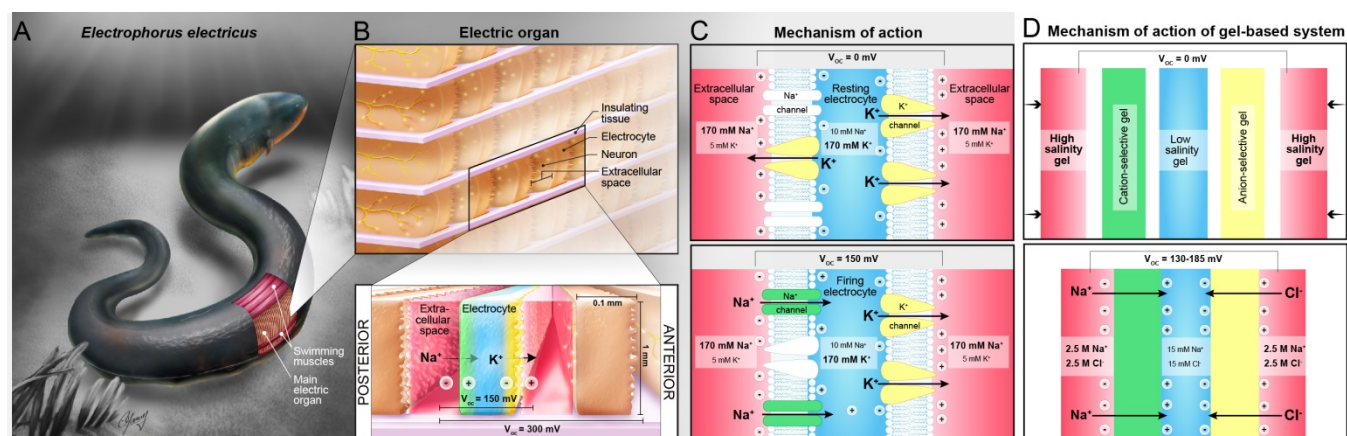 A
Electrophorus electricus
Swimming
muscles
Main
electric
organ
B
Electric organ
Insulating
tissue
Electrocyte
Neuron
Extracellular
space
POSTERIOR
Extra-
cellular
space
Electrocyte
0.1 mm
1 mm
Na⁺
K⁺
- + - +
V_OC = 150 mV
V_OC = 300 mV
ANTERIOR
C
Mechanism of action
V_OC = 0 mV
Extracellular
space
Na⁺
channel
Resting
electrocyte
K⁺
K⁺
channel
Extracellular
space
170 mM Na⁺
5 mM K⁺
10 mM Na⁺
170 mM K⁺
170 mM Na⁺
5 mM K⁺
K⁺
K⁺
V_OC = 150 mV
Na⁺
Na⁺
channel
Firing
electrocyte
K⁺
K⁺
channel
170 mM Na⁺
5 mM K⁺
10 mM Na⁺
170 mM K⁺
170 mM Na⁺
5 mM K⁺
K⁺
Na⁺
D
Mechanism of action of gel-based system
V_OC = 0 mV
High
salinity
gel
Cation-selective gel
Low
salinity
gel
Anion-selective gel
High
salinity
gel
V_OC = 130-185 mV
Na⁺
Cl⁻
2.5 M Na⁺
2.5 M Cl⁻
15 mM Na⁺
15 mM Cl⁻
2.5 M Na⁺
2.5 M Cl⁻
Na⁺
Cl⁻